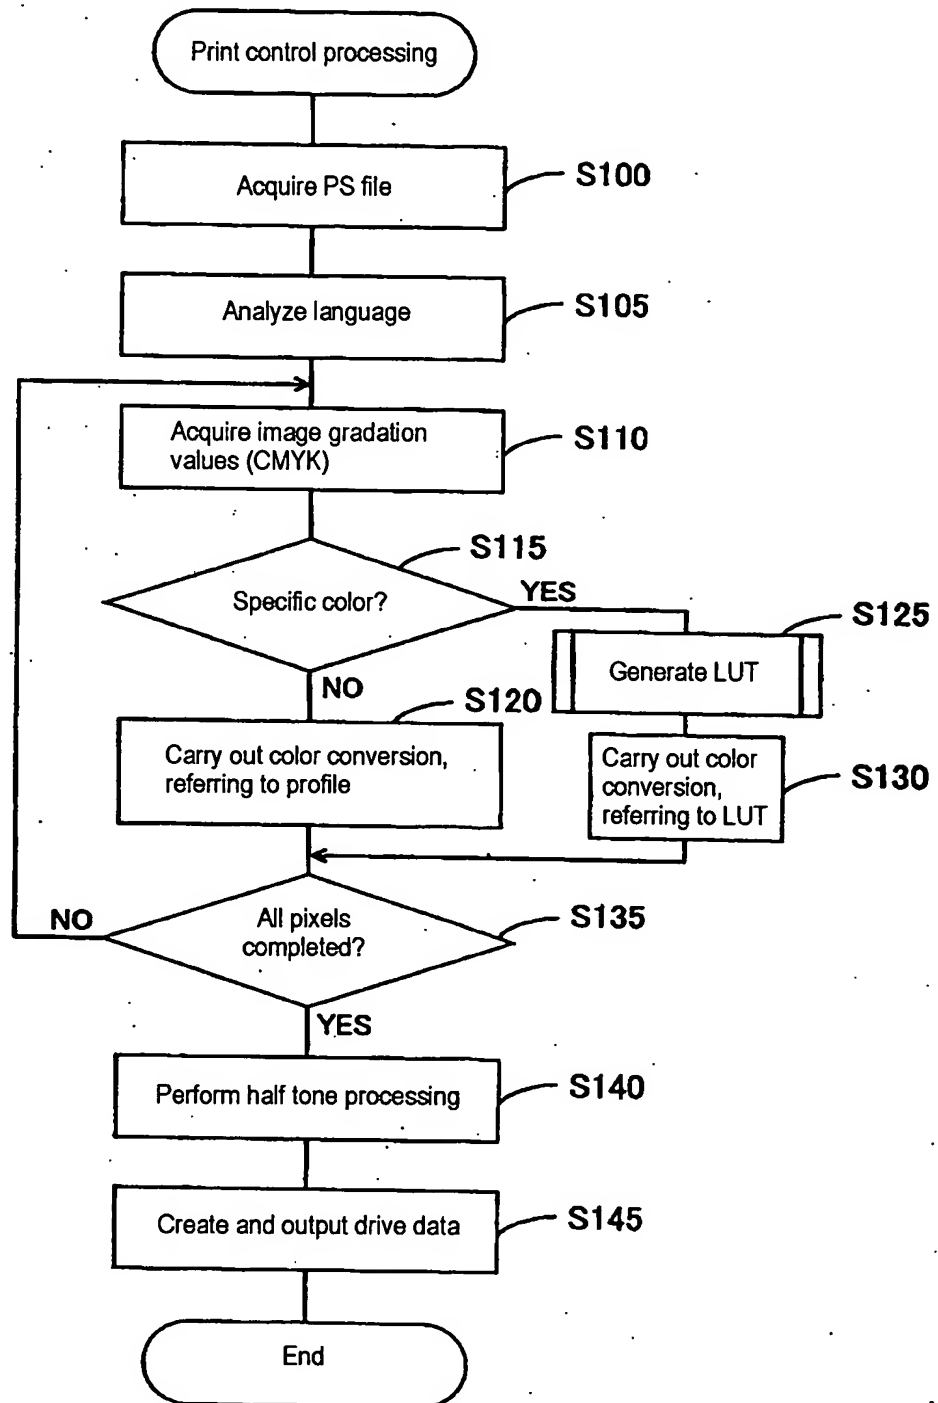 Print control processing
Acquire PS file
S100
Analyze language
S105
Acquire image gradation
values (CMYK)
S110
S115
Specific color?
YES
S125
Generate LUT
NO
S120
Carry out color conversion,
referring to profile
Carry out color
conversion,
referring to LUT
S130
NO
All pixels
completed?
S135
YES
Perform half tone processing
S140
Create and output drive data
S145
End